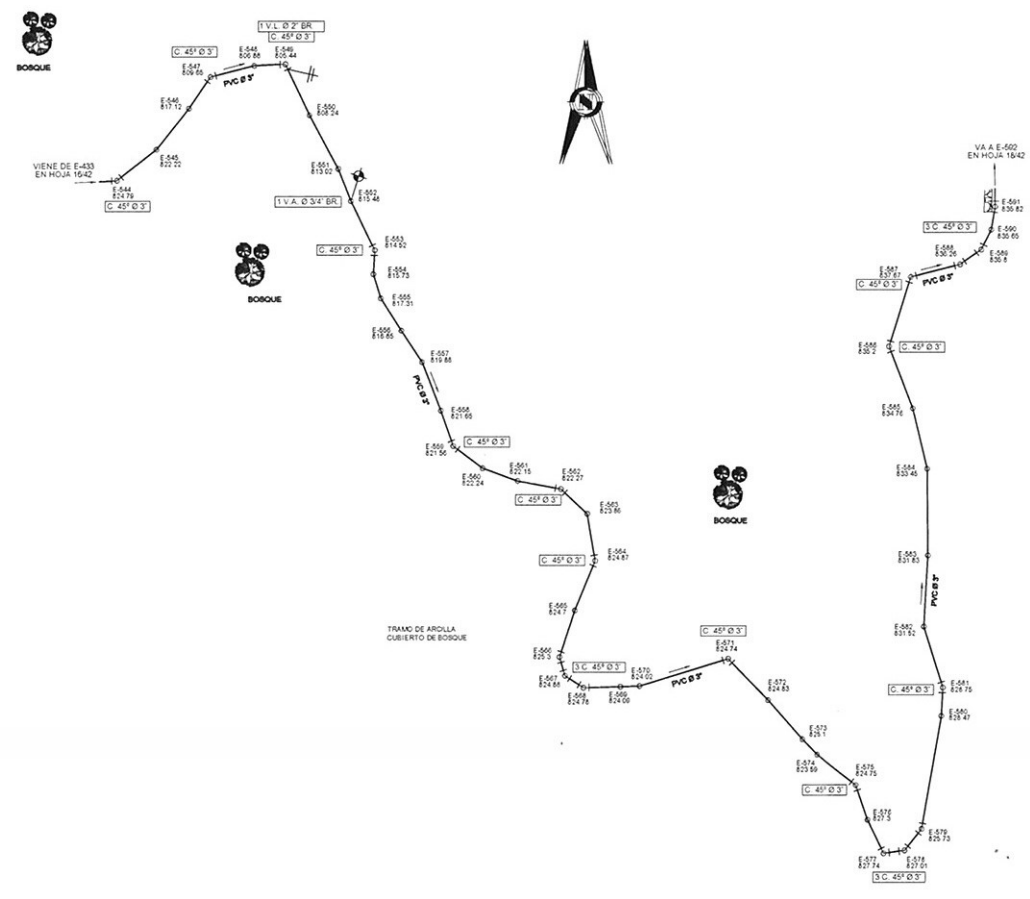 BOSQUE
1 V.L. Ø 2" BR.
C. 45º Ø 3"
E-549
805.44
E-548
806.88
C. 45º Ø 3"
E-547
809.65
PVC Ø 3"
E-546
817.12
E-545
822.22
VIENE DE E-433
EN HOJA 16/42
E-544
824.79
C. 45º Ø 3"
E-550
808.24
E-551
813.02
E-552
815.48
1 V.A. Ø 3/4" BR.
E-553
814.52
C. 45º Ø 3"
E-554
815.73
E-555
817.31
E-556
818.85
E-557
819.88
PVC Ø 3"
E-558
821.65
E-559
821.56
C. 45º Ø 3"
BOSQUE
E-560
822.24
E-561
822.15
E-562
822.27
C. 45º Ø 3"
E-563
823.86
E-564
824.87
C. 45º Ø 3"
E-565
824.7
TRAMO DE ARCILLA
CUBIERTO DE BOSQUE
E-566
825.3
3 C. 45º Ø 3"
E-567
824.88
E-568
824.78
E-569
824.09
E-570
824.02
PVC Ø 3"
C. 45º Ø 3"
E-571
824.74
E-572
824.83
E-573
825.1
E-574
823.59
E-575
824.75
C. 45º Ø 3"
E-576
827.3
E-577
827.74
E-578
827.01
3 C. 45º Ø 3"
E-579
825.73
E-580
828.47
E-581
828.75
C. 45º Ø 3"
E-582
831.52
PVC Ø 3"
E-583
831.83
BOSQUE
E-584
833.45
E-585
834.76
E-586
835.2
C. 45º Ø 3"
E-587
837.67
C. 45º Ø 3"
PVC Ø 3"
E-588
836.26
E-589
835.8
3 C. 45º Ø 3"
E-590
835.65
E-591
835.82
VA A E-592
EN HOJA 18/42
N